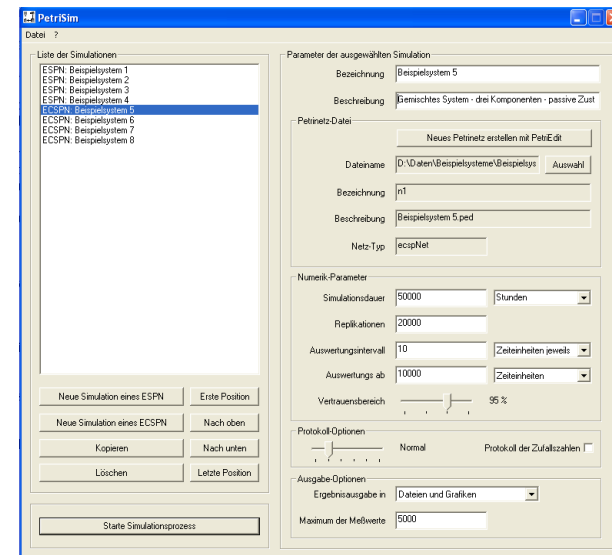 PetriSim
Datei ?
Liste der Simulationen
ESPN: Beispielsystem 1
ESPN: Beispielsystem 2
ESPN: Beispielsystem 3
ESPN: Beispielsystem 4
ECSPN: Beispielsystem 5
ECSPN: Beispielsystem 6
ECSPN: Beispielsystem 7
ECSPN: Beispielsystem 8
Neue Simulation eines ESPN
Erste Position
Neue Simulation eines ECSPN
Nach oben
Kopieren
Nach unten
Löschen
Letzte Position
Starte Simulationsprozess
Parameter der ausgewählten Simulation
Bezeichnung Beispielsystem 5
Beschreibung Gemischtes System - drei Komponenten - passive Zust
Petrinetz-Datei
Neues Petrinetz erstellen mit PetriEdit
Dateiname D:\Daten\Beispielsysteme\Beispielsys Auswahl
Bezeichnung n1
Beschreibung Beispielsystem 5.ped
Netz-Typ ecspNet
Numerik-Parameter
Simulationsdauer 50000 Stunden
Replikationen 20000
Auswertungsintervall 10 Zeiteinheiten jeweils
Auswertungs ab 10000 Zeiteinheiten
Vertrauensbereich 95 %
Protokoll-Optionen
Normal Protokoll der Zufallszahlen
Ausgabe-Optionen
Ergebnisausgabe in Dateien und Grafiken
Maximum der Meßwerte 5000